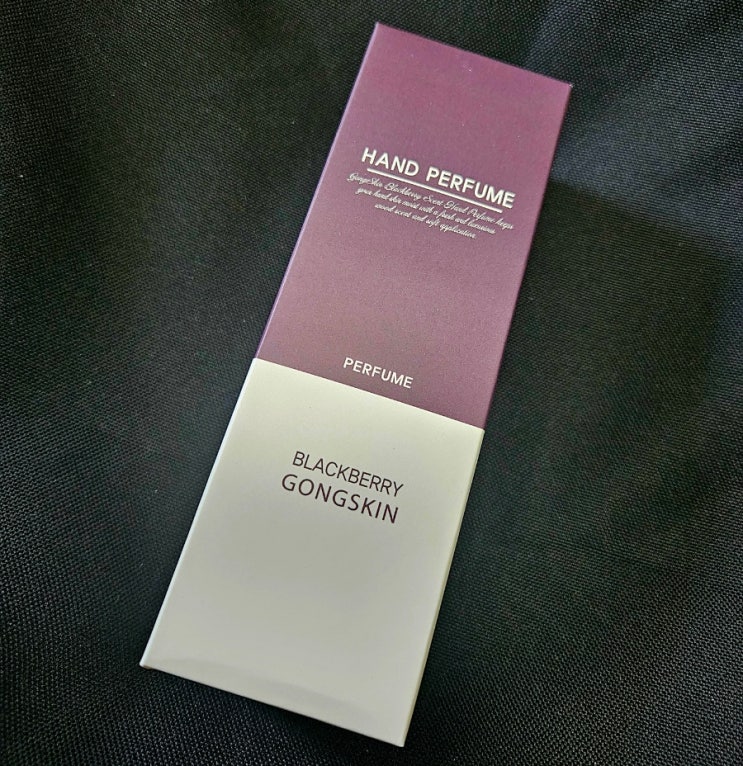 HAND PERFUME
GongSkin Blackberry Scent Hand Perfume keeps
your hand skin moist with a fresh and luxurious
wood scent and soft application.
PERFUME
BLACKBERRY
GONGSKIN